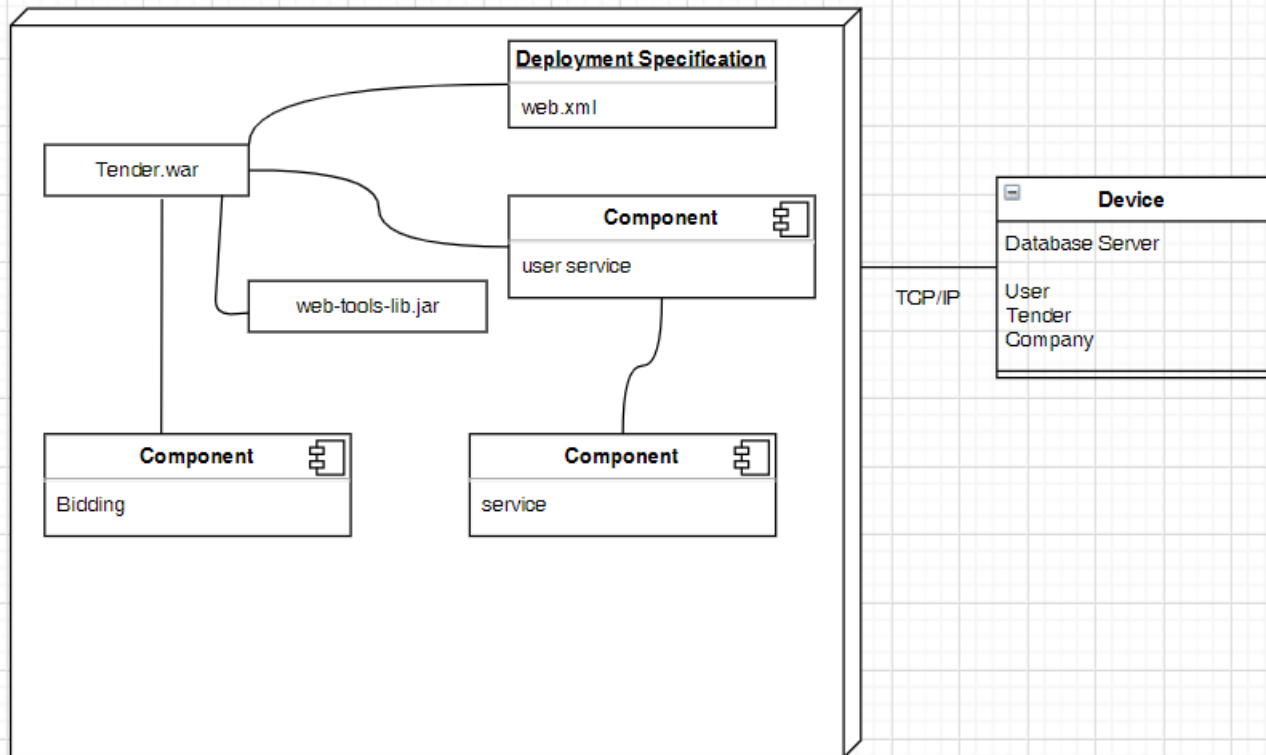 Deployment Specification
web.xml
Tender.war
Component
user service
web-tools-lib.jar
Component
Bidding
Component
service
TCP/IP
Device
Database Server
User
Tender
Company